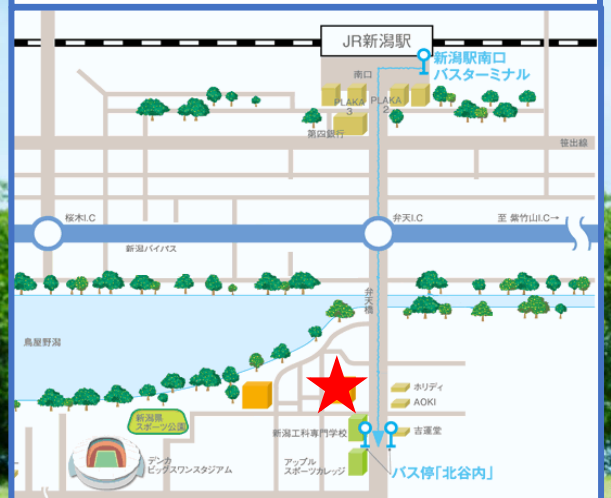 JR新潟駅
新潟駅南口
バスターミナル
南口
PLAKA
3
PLAKA
2
第四銀行
笹出線
桜木I.C
弁天I.C
至 紫竹山I.C→
新潟バイパス
弁天橋
鳥屋野潟
ホリディ
AOKI
新潟県
スポーツ公園
新潟工科専門学校
吉運堂
デンカ
ビッグスワンスタジアム
アップル
スポーツカレッジ
バス停「北谷内」